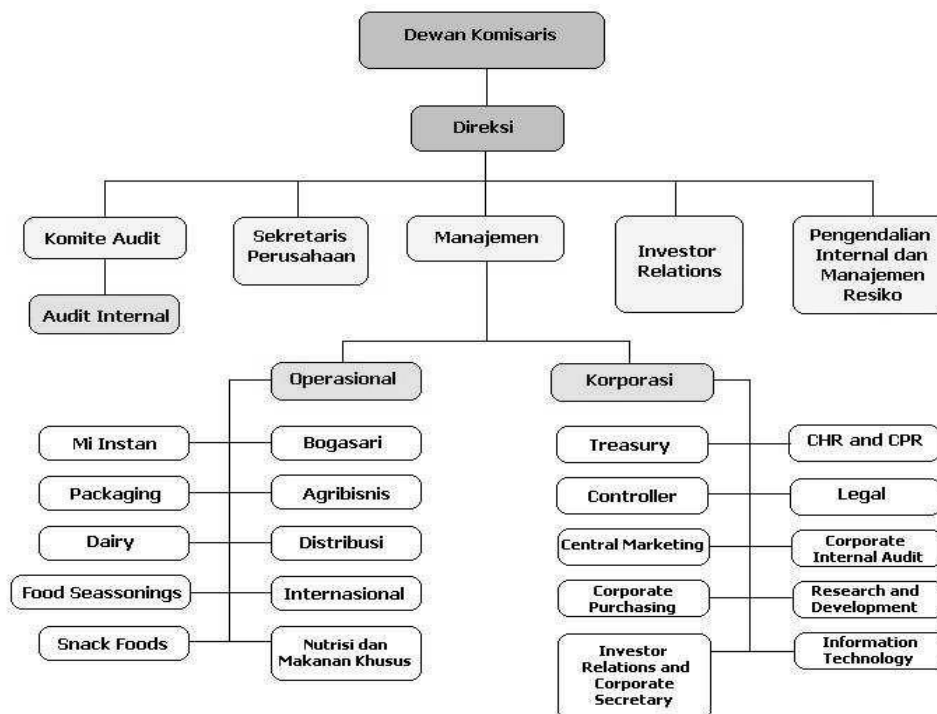 Dewan Komisaris
Direksi
Komite Audit
Sekretaris
Perusahaan
Manajemen
Investor
Relations
Pengendalian
Internal dan
Manajemen
Resiko
Audit Internal
Operasional
Korporasi
Mi Instan
Bogasari
Packaging
Agribisnis
Dairy
Distribusi
Food Seassonings
Internasional
Snack Foods
Nutrisi dan
Makanan Khusus
Treasury
CHR and CPR
Controller
Legal
Central Marketing
Corporate
Internal Audit
Corporate
Purchasing
Research and
Development
Investor
Relations and
Corporate
Secretary
Information
Technology